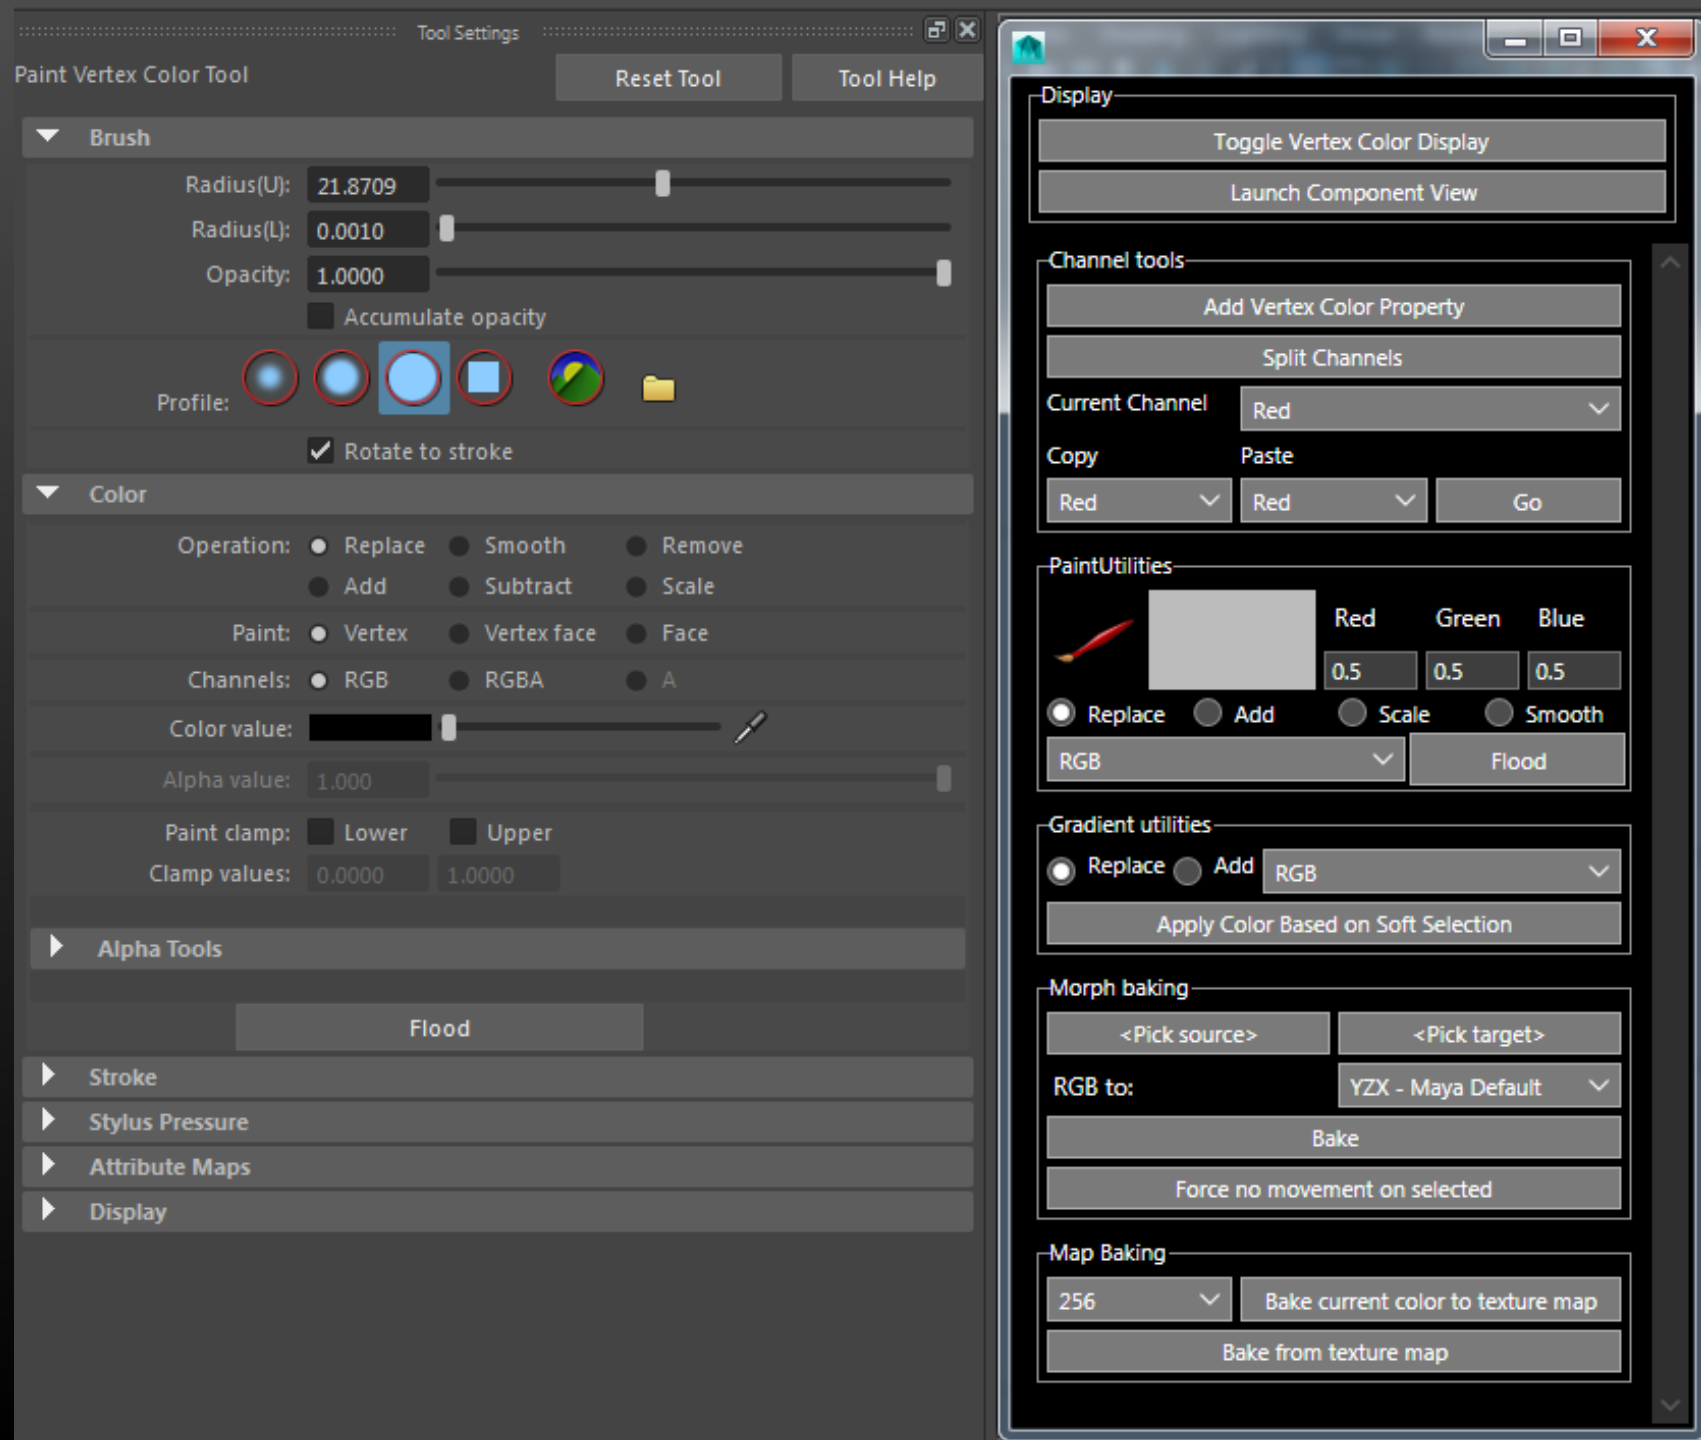 Tool Settings
Paint Vertex Color Tool
Reset Tool
Tool Help
Brush
Radius(U): 21.8709
Radius(L): 0.0010
Opacity: 1.0000
Accumulate opacity
Profile:
Rotate to stroke
Color
Operation: Replace Smooth Remove
Add Subtract Scale
Paint: Vertex Vertex face Face
Channels: RGB RGBA A
Color value:
Alpha value: 1.000
Paint clamp: Lower Upper
Clamp values: 0.0000 1.0000
Alpha Tools
Flood
Stroke
Stylus Pressure
Attribute Maps
Display
Display
Toggle Vertex Color Display
Launch Component View
Channel tools
Add Vertex Color Property
Split Channels
Current Channel Red
Copy Paste
Red Red Go
PaintUtilities
Red Green Blue
0.5 0.5 0.5
Replace Add Scale Smooth
RGB Flood
Gradient utilities
Replace Add RGB
Apply Color Based on Soft Selection
Morph baking
<Pick source> <Pick target>
RGB to: YZX - Maya Default
Bake
Force no movement on selected
Map Baking
256 Bake current color to texture map
Bake from texture map